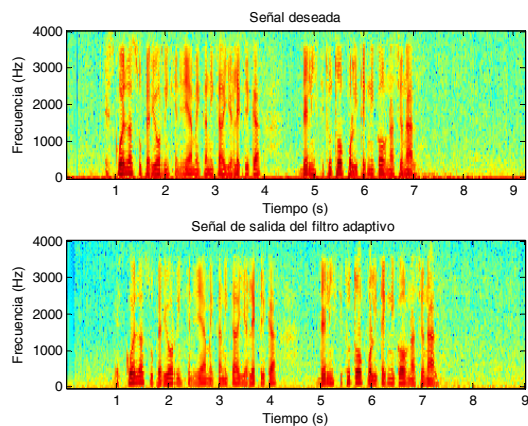 Señal deseada
4000
3000
2000
1000
0
Frecuencia (Hz)
1 2 3 4 5 6 7 8 9
Tiempo (s)
Señal de salida del filtro adaptivo
4000
3000
2000
1000
0
Frecuencia (Hz)
0 1 2 3 4 5 6 7 8 9
Tiempo (s)